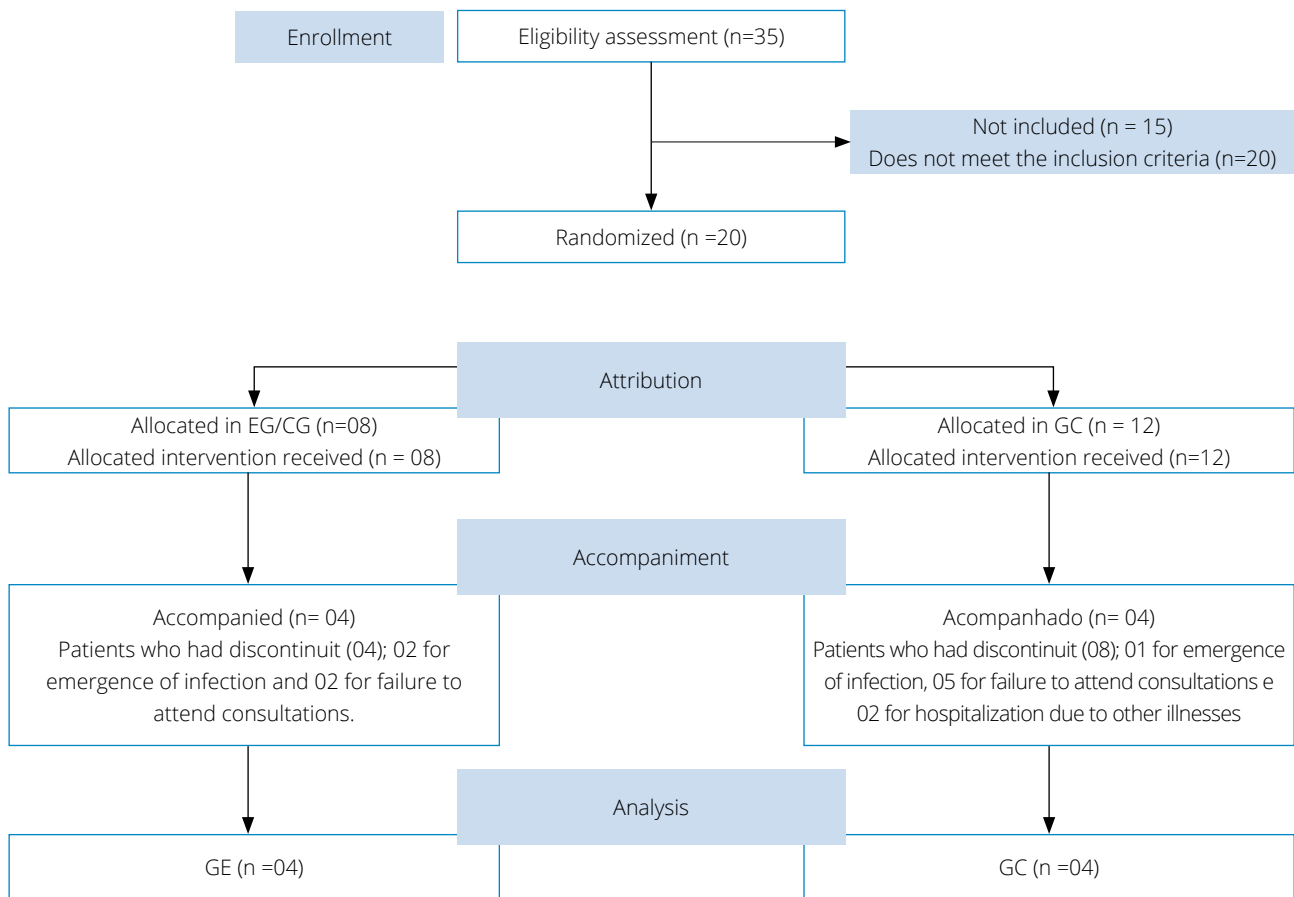 Enrollment
Eligibility assessment (n=35)
Not included (n = 15)
Does not meet the inclusion criteria (n=20)
Randomized (n =20)
Attribution
Allocated in EG/CG (n=08)
Allocated intervention received (n = 08)
Allocated in GC (n = 12)
Allocated intervention received (n=12)
Accompaniment
Accompanied (n= 04)
Patients who had discontinuit (04); 02 for
emergence of infection and 02 for failure to
attend consultations.
Acompanhado (n= 04)
Patients who had discontinuit (08); 01 for emergence
of infection, 05 for failure to attend consultations e
02 for hospitalization due to other illnesses
Analysis
GE (n =04)
GC (n =04)